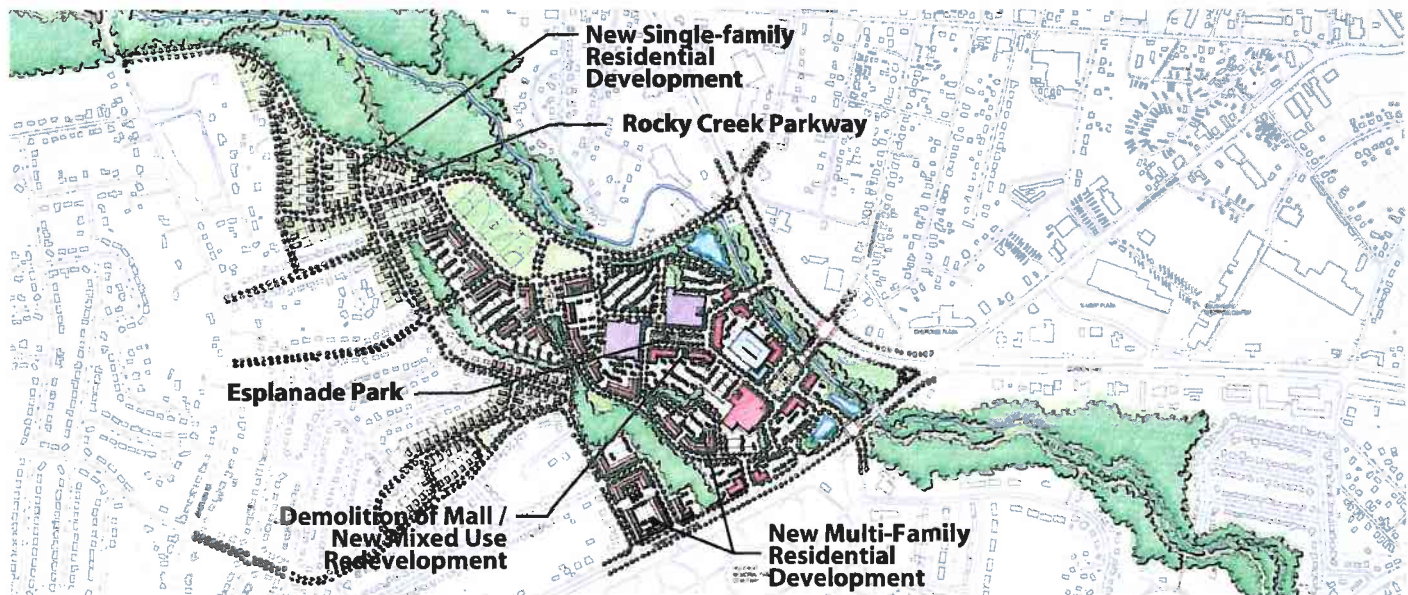 New Single-family
Residential
Development
Rocky Creek Parkway
Esplanade Park
Demolition of Mall /
New Mixed Use
Redevelopment
New Multi-Family
Residential
Development